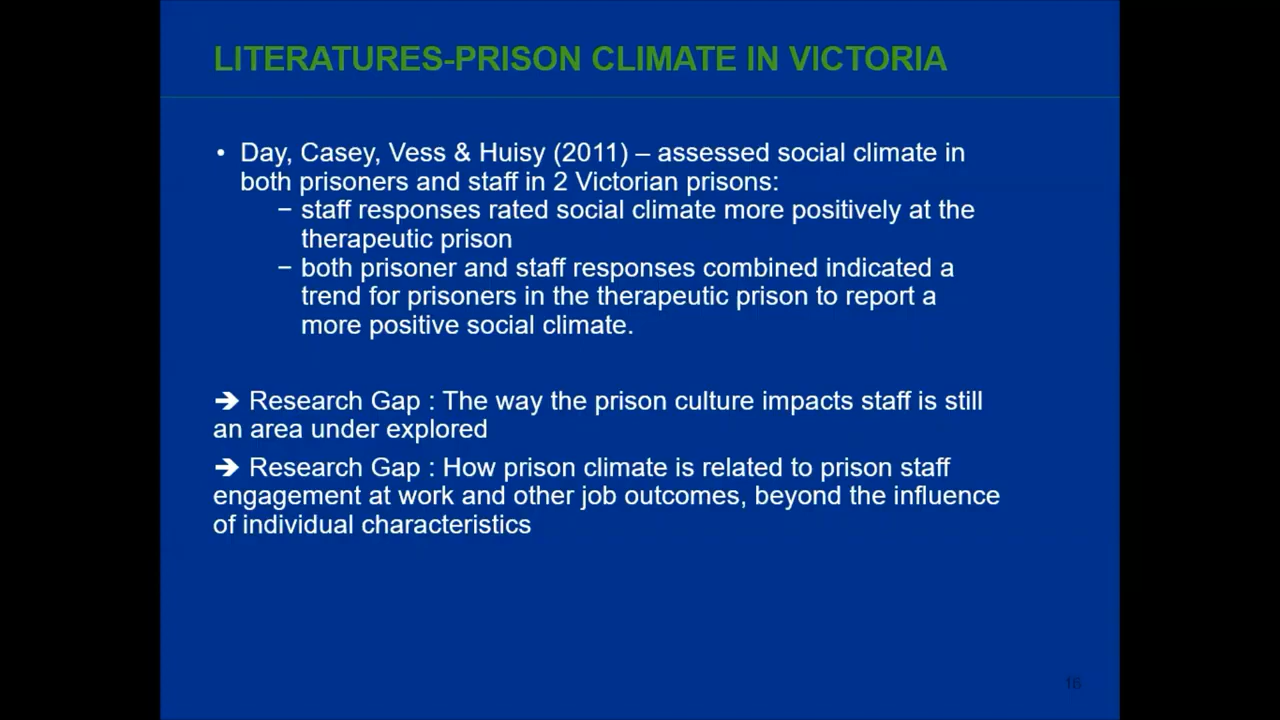 LITERATURES-PRISON CLIMATE IN VICTORIA
• Day, Casey, Vess & Huisy (2011) – assessed social climate in
both prisoners and staff in 2 Victorian prisons:
− staff responses rated social climate more positively at the
therapeutic prison
− both prisoner and staff responses combined indicated a
trend for prisoners in the therapeutic prison to report a
more positive social climate.
➔ Research Gap : The way the prison culture impacts staff is still
an area under explored
➔ Research Gap : How prison climate is related to prison staff
engagement at work and other job outcomes, beyond the influence
of individual characteristics
16